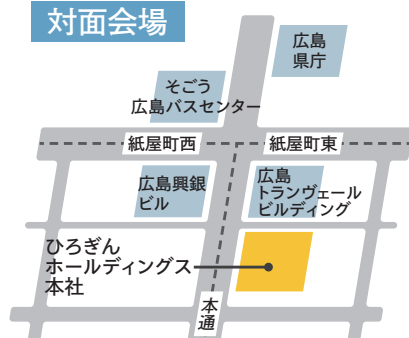 対面会場
広島
県庁
そごう
広島バスセンター
紙屋町西
紙屋町東
広島興銀
ビル
広島
トランヴェール
ビルディング
ひろぎん
ホールディングス
本社
本通